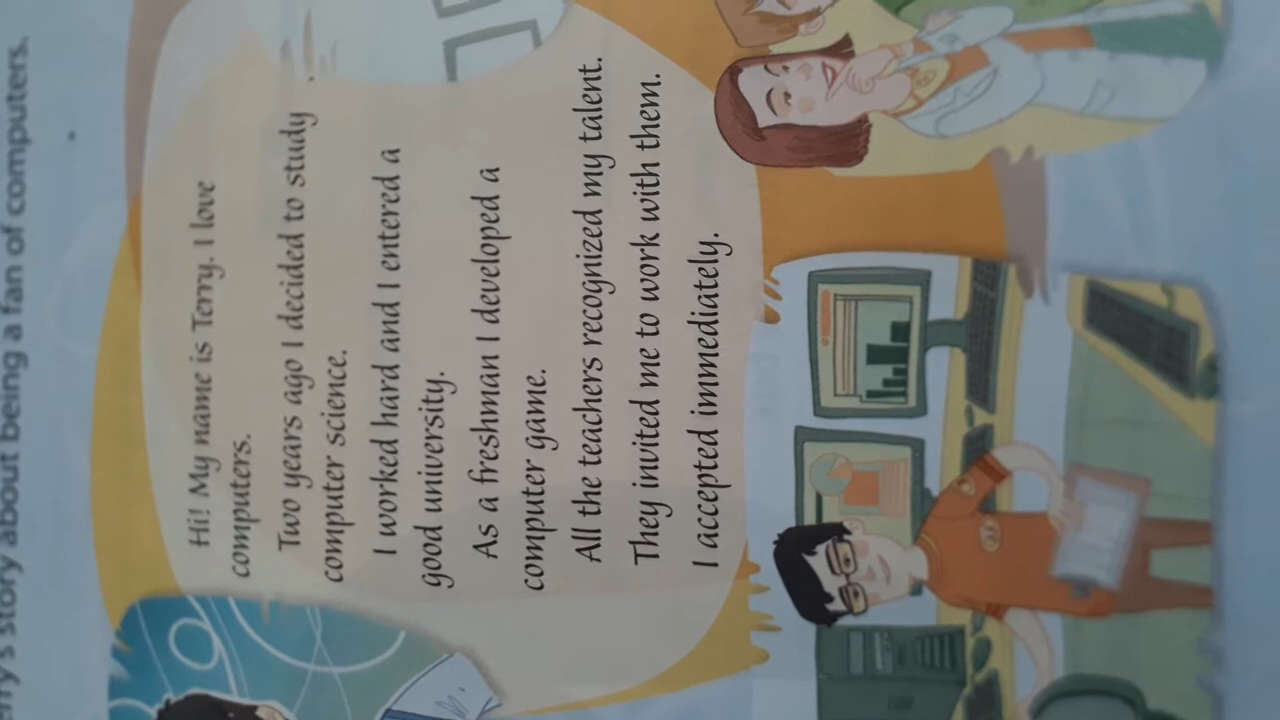 erry's story about being a fan of computers.
Hi! My name is Terry. I love
computers.
Two years ago I decided to study
computer science.
I worked hard and I entered a
good university.
As a freshman I developed a
computer game.
All the teachers recognized my talent.
They invited me to work with them.
I accepted immediately.